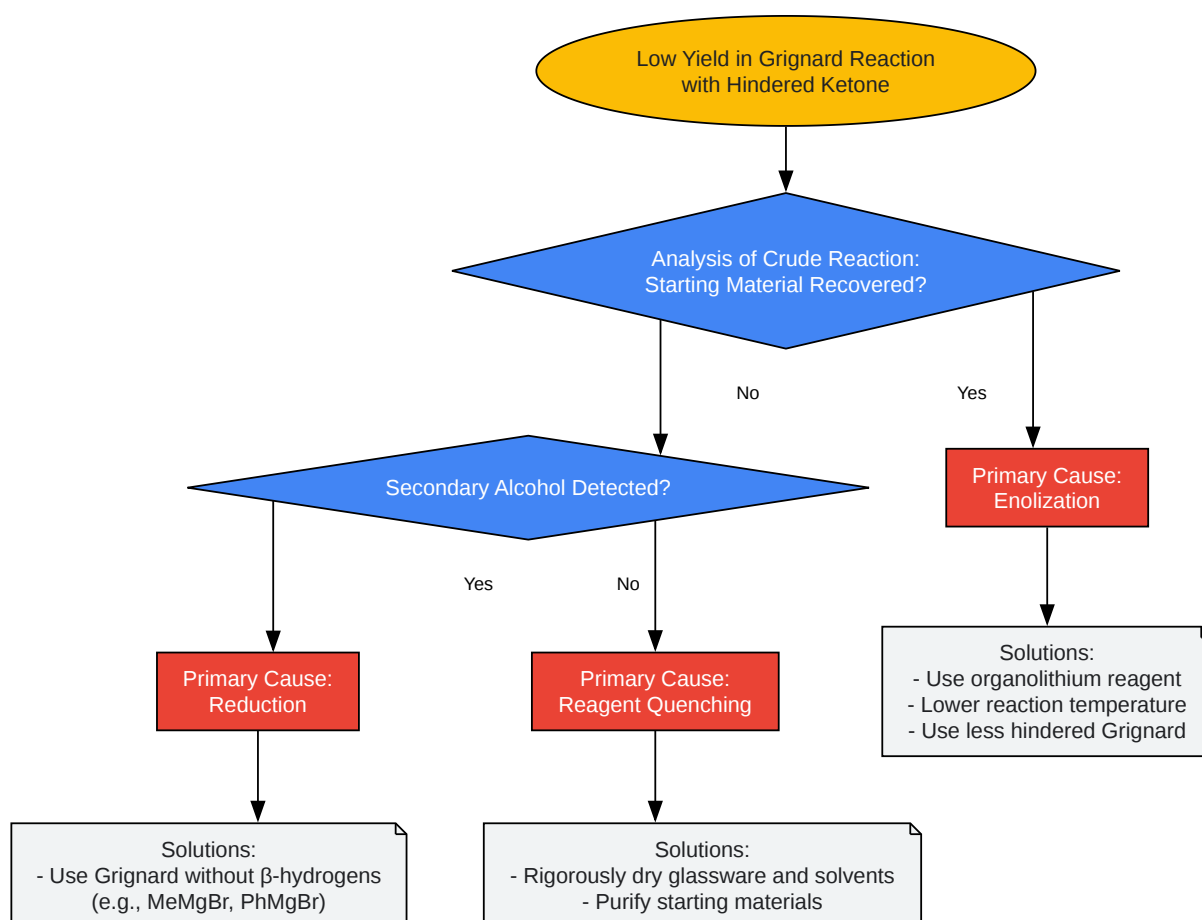 Low Yield in Grignard Reaction
with Hindered Ketone
Analysis of Crude Reaction:
Starting Material Recovered?
No
Yes
Secondary Alcohol Detected?
Primary Cause:
Enolization
Yes
No
Primary Cause:
Reduction
Primary Cause:
Reagent Quenching
Solutions:
- Use organolithium reagent
- Lower reaction temperature
- Use less hindered Grignard
Solutions:
- Use Grignard without β-hydrogens
(e.g., MeMgBr, PhMgBr)
Solutions:
- Rigorously dry glassware and solvents
- Purify starting materials